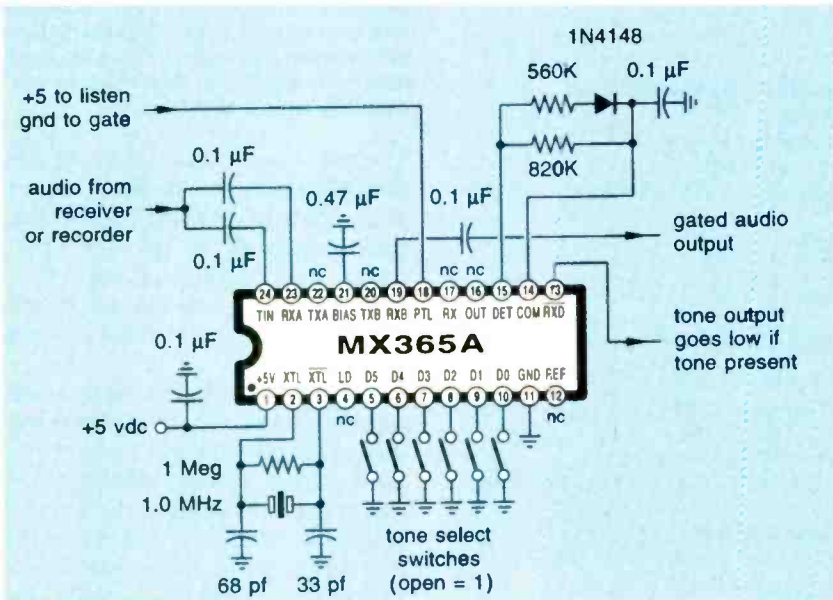 1N4148
560K
0.1 µF
+5 to listen
gnd to gate
820K
0.1 µF
0.47 µF
0.1 µF
audio from
receiver
or recorder
gated audio
output
0.1 µF
nc
nc
nc
nc
24 23 22 21 20 19 18 17 16 15 14 13
TIN RXA TXA BIAS TXB RXB PTL RX OUT DET COM RXD
MX365A
tone output
goes low if
tone present
0.1 µF
+5V XTL XTL LD D5 D4 D3 D2 D1 D0 GND F.EF
1 2 3 4 5 6 7 8 9 10 11 12
+5 vdc
nc
nc
1 Meg
1.0 MHz
tone select
switches
(open = 1)
68 pf
33 pf